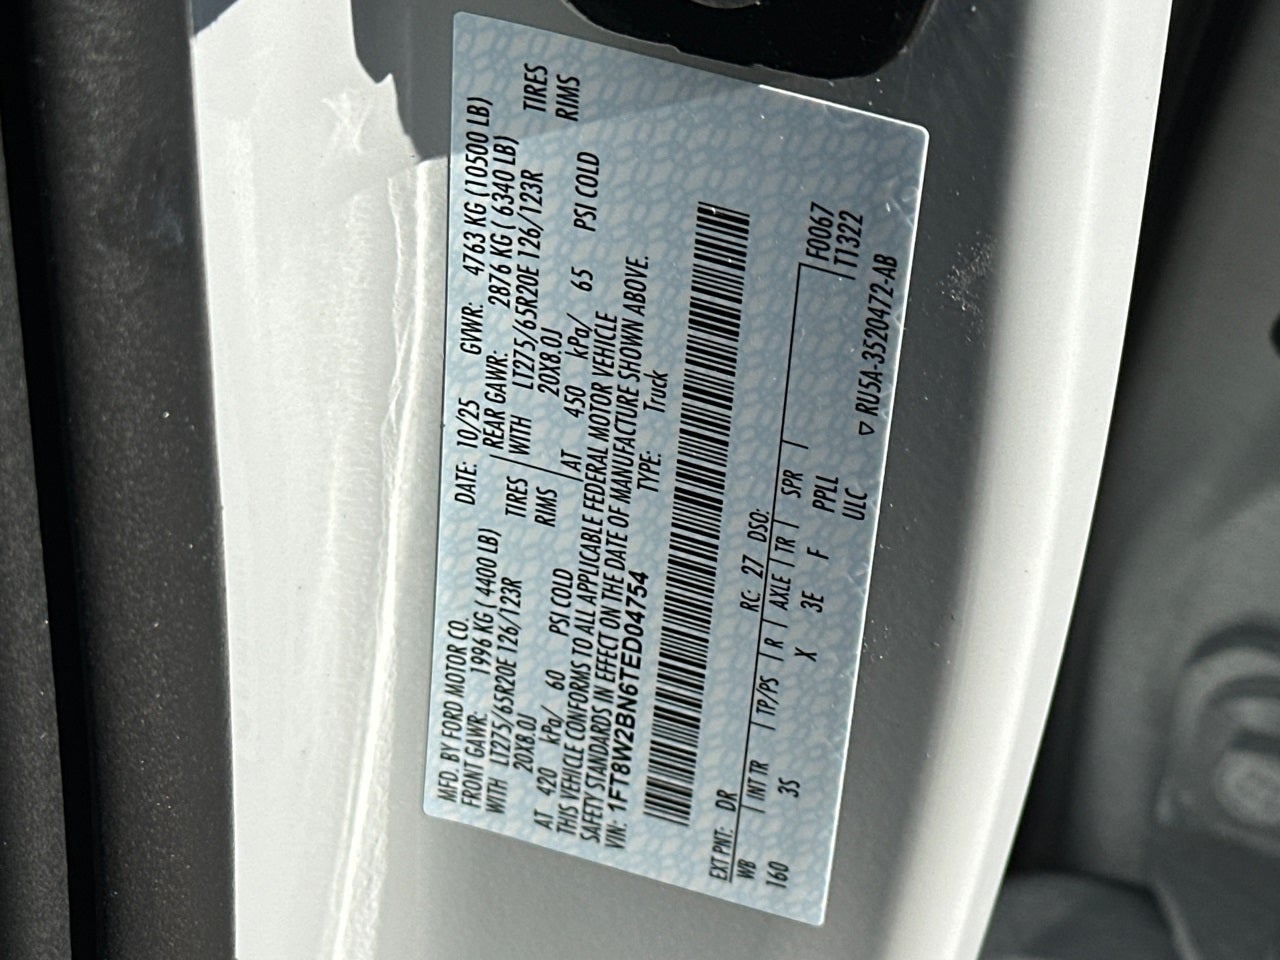 MFD. BY FORD MOTOR CO. DATE: 10/25 GVWR: 4763 KG (10500 LB)
FRONT GAWR: 1996 KG ( 4400 LB) REAR GAWR: 2876 KG ( 6340 LB)
WITH LT275/65R20E 126/123R TIRES WITH LT275/65R20E 126/123R TIRES
20X8.0J RIMS 20X8.0J RIMS
AT 420 kPa/ 60 PSI COLD AT 450 kPa/ 65 PSI COLD
THIS VEHICLE CONFORMS TO ALL APPLICABLE FEDERAL MOTOR VEHICLE
SAFETY STANDARDS IN EFFECT ON THE DATE OF MANUFACTURE SHOWN ABOVE.
VIN: 1FT8W2BN6TED04754 TYPE: Truck
EXT PNT: DR RC: 27 DSO:
WB INT TR TP/PS R AXLE TR SPR F0067
160 3S X 3E F PPLL T1322
ULC
▽ RU5A-3520472-AB